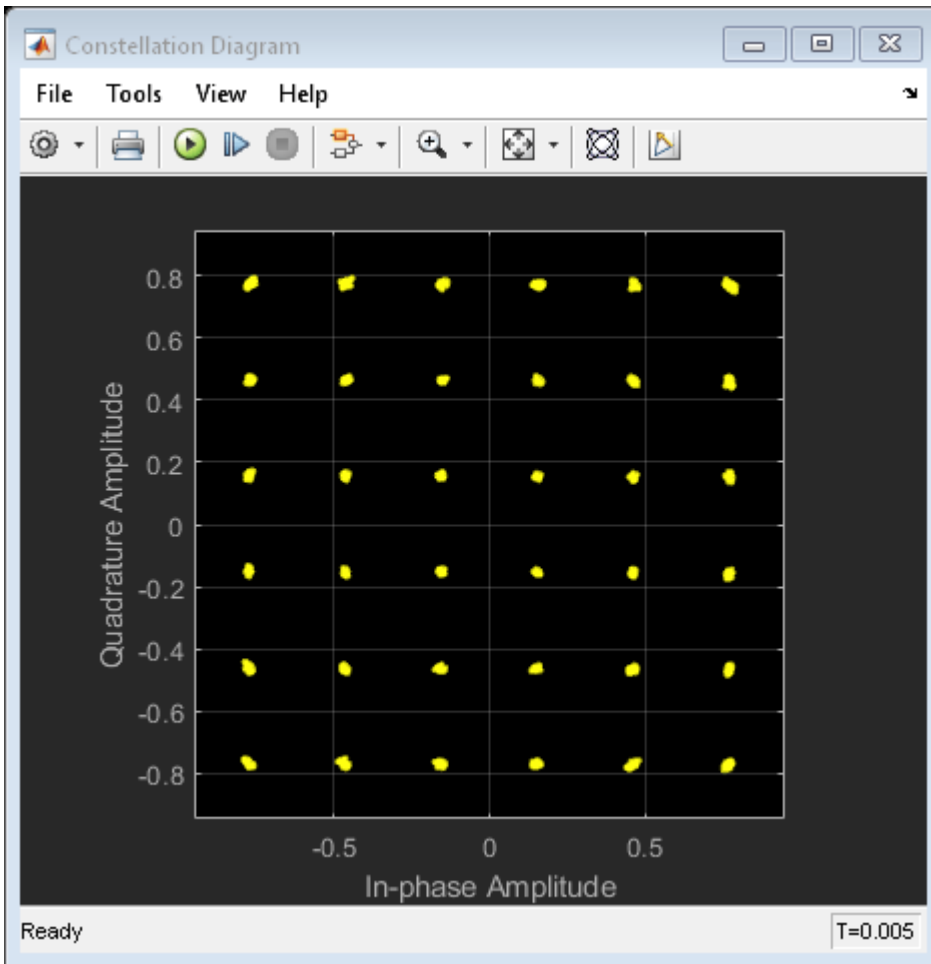 Constellation Diagram
File Tools View Help
0.8
0.6
0.4
0.2
0
-0.2
-0.4
-0.6
-0.8
Quadrature Amplitude
-0.5 0 0.5
In-phase Amplitude
Ready T=0.005